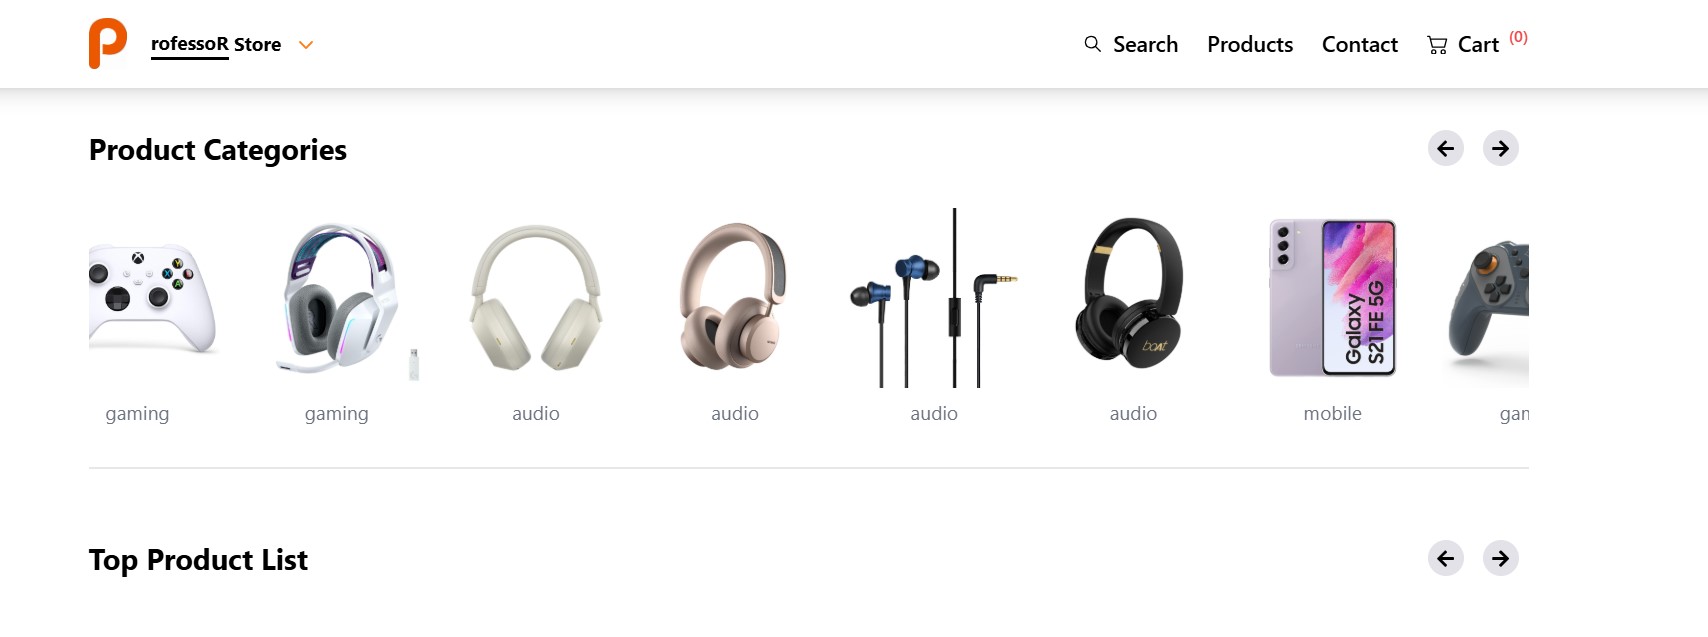 P rofessoR Store
Search Products Contact Cart (0)
Product Categories
boAt
Galaxy
S21 FE 5G
gaming gaming audio audio audio audio mobile gam
Top Product List